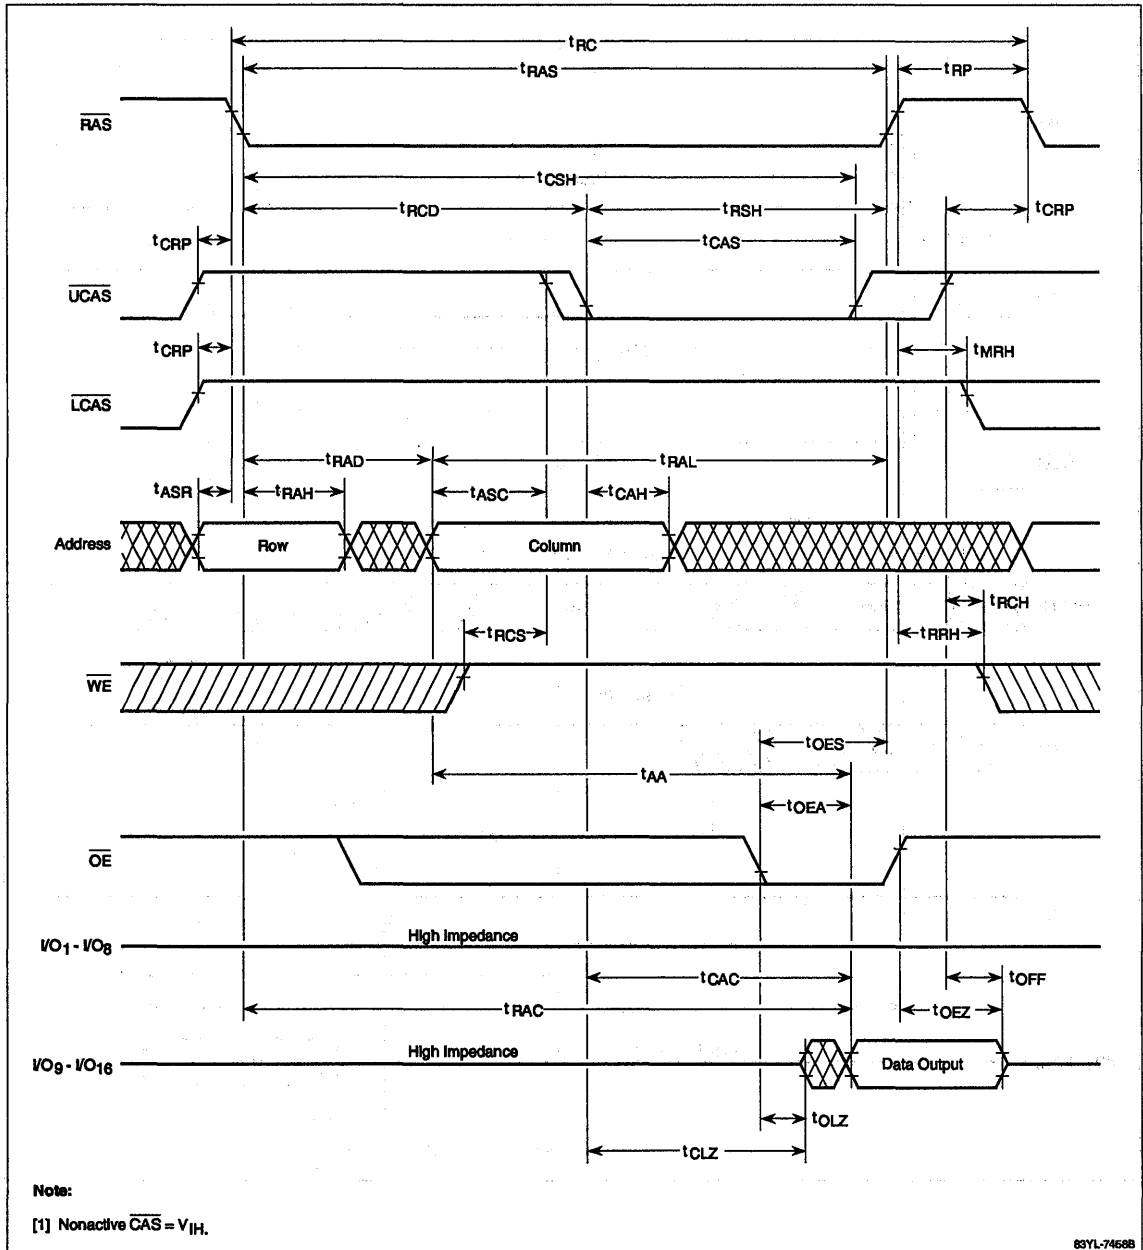 tRC
tRAS
tRP
RAS
tCSH
tRCD
tRSH
tCRP
tCRP
tCAS
UCAS
tCRP
tMRH
LCAS
tRAD
tRAL
tASR
tRAH
tASC
tCAH
Address
Row
Column
tRCH
tRCS
tRRH
WE
tOES
tAA
tOEA
OE
High Impedance
I/O1 - I/O8
tCAC
tOFF
tRAC
tOEZ
High Impedance
I/O9 - I/O16
Data Output
tOLZ
tCLZ
Note:
[1] Nonactive CAS = VIH.
83YL-7458B